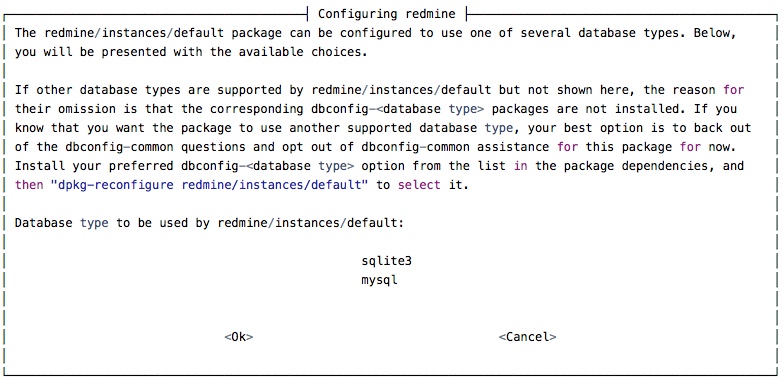 Configuring redmine
The redmine/instances/default package can be configured to use one of several database types. Below,
you will be presented with the available choices.
If other database types are supported by redmine/instances/default but not shown here, the reason for
their omission is that the corresponding dbconfig-<database type> packages are not installed. If you
know that you want the package to use another supported database type, your best option is to back out
of the dbconfig-common questions and opt out of dbconfig-common assistance for this package for now.
Install your preferred dbconfig-<database type> option from the list in the package dependencies, and
then "dpkg-reconfigure redmine/instances/default" to select it.
Database type to be used by redmine/instances/default:
sqlite3
mysql
<Ok> <Cancel>